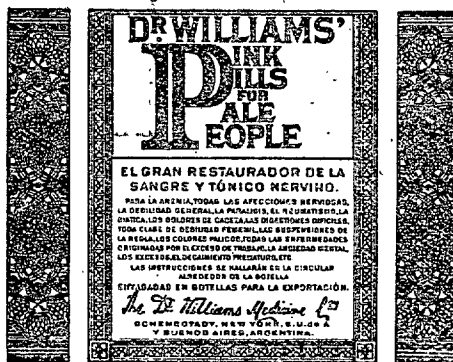 DR WILLIAMS'
PINK
PILLS
FOR
PALE
PEOPLE
EL GRAN RESTAURADOR DE LA
SANGRE Y TÓNICO NERVINO.
PARA LA ANEMIA, TODAS LAS AFECCIONES NERVIOSAS,
LA DEBILIDAD GENERAL, LA PARALISIS, EL REUMATISMO, LA
CIATICA, LOS DOLORES DE CABEZA, LAS DIGESTIONES DIFICILES,
TODA CLASE DE DEBILIDAD FEMENIL, LAS SUSPENSIONES DE
LA REGLA, LOS COLORES PALIDOS, TODAS LAS ENFERMEDADES
ORIGINADAS POR EL EXCESO DE TRABAJO, LA ANSIEDAD MENTAL,
LOS EXCESOS, EL DECAIMIENTO PREMATURO, ETC
LAS INSTRUCCIONES SE HALLARÁN EN LA CIRCULAR
ALREDEDOR DE LA BOTELLA
ENVASADAS EN BOTELLAS PARA LA EXPORTACIÓN.
The Dr. Williams Medicine Co.
SCHENECTADY, NEW YORK, E.U. de A
Y BUENOS AIRES, ARGENTINA.